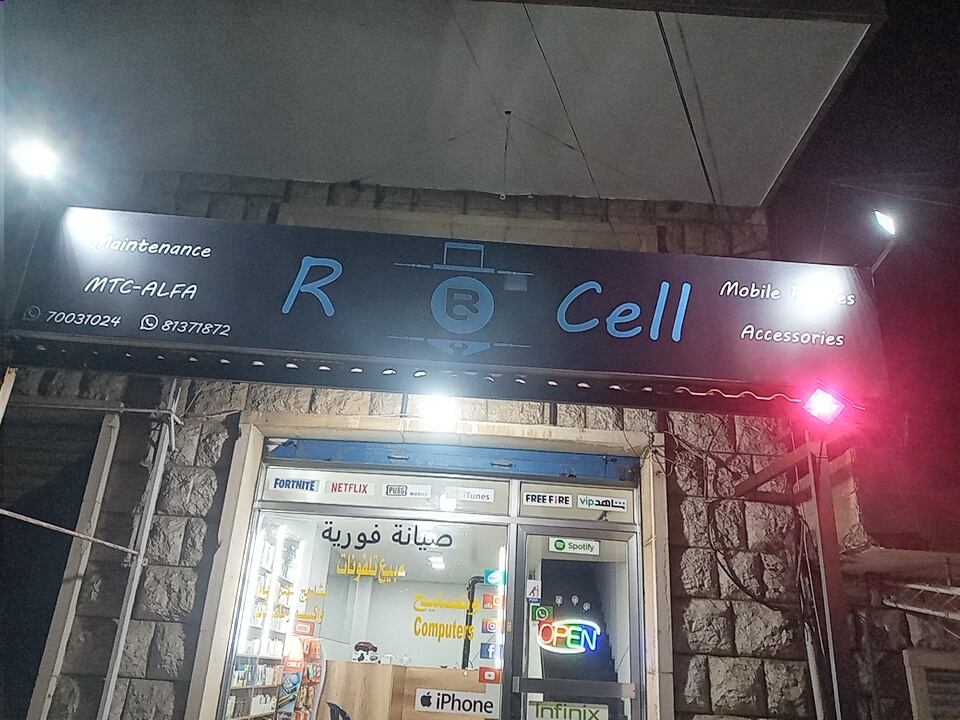 Maintenance
MTC-ALFA
70031024 81371872
R R Cell
Mobile
Accessories
FORTNITE NETFLIX PUBG MOBILE iTunes FREE FIRE شاهد vip
صيانة فورية
مبيع تلفونات
وتصليح
Computers
Spotify
OPEN
iPhone
Infinix